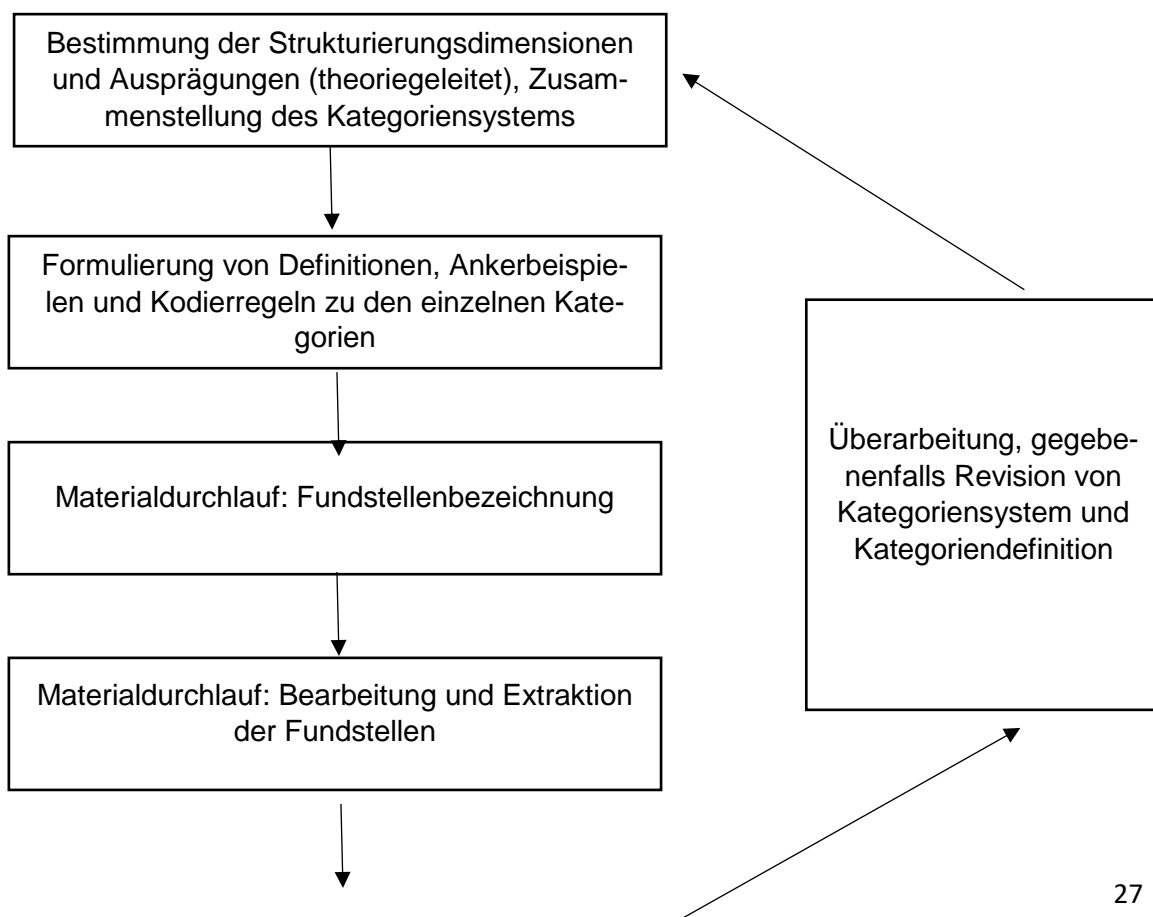 Bestimmung der Strukturierungsdimensionen
und Ausprägungen (theoriegeleitet), Zusam-
menstellung des Kategoriensystems
Formulierung von Definitionen, Ankerbeispie-
len und Kodierregeln zu den einzelnen Kate-
gorien
Materialdurchlauf: Fundstellenbezeichnung
Materialdurchlauf: Bearbeitung und Extraktion
der Fundstellen
Überarbeitung, gegebe-
nenfalls Revision von
Kategoriensystem und
Kategoriendefinition
27